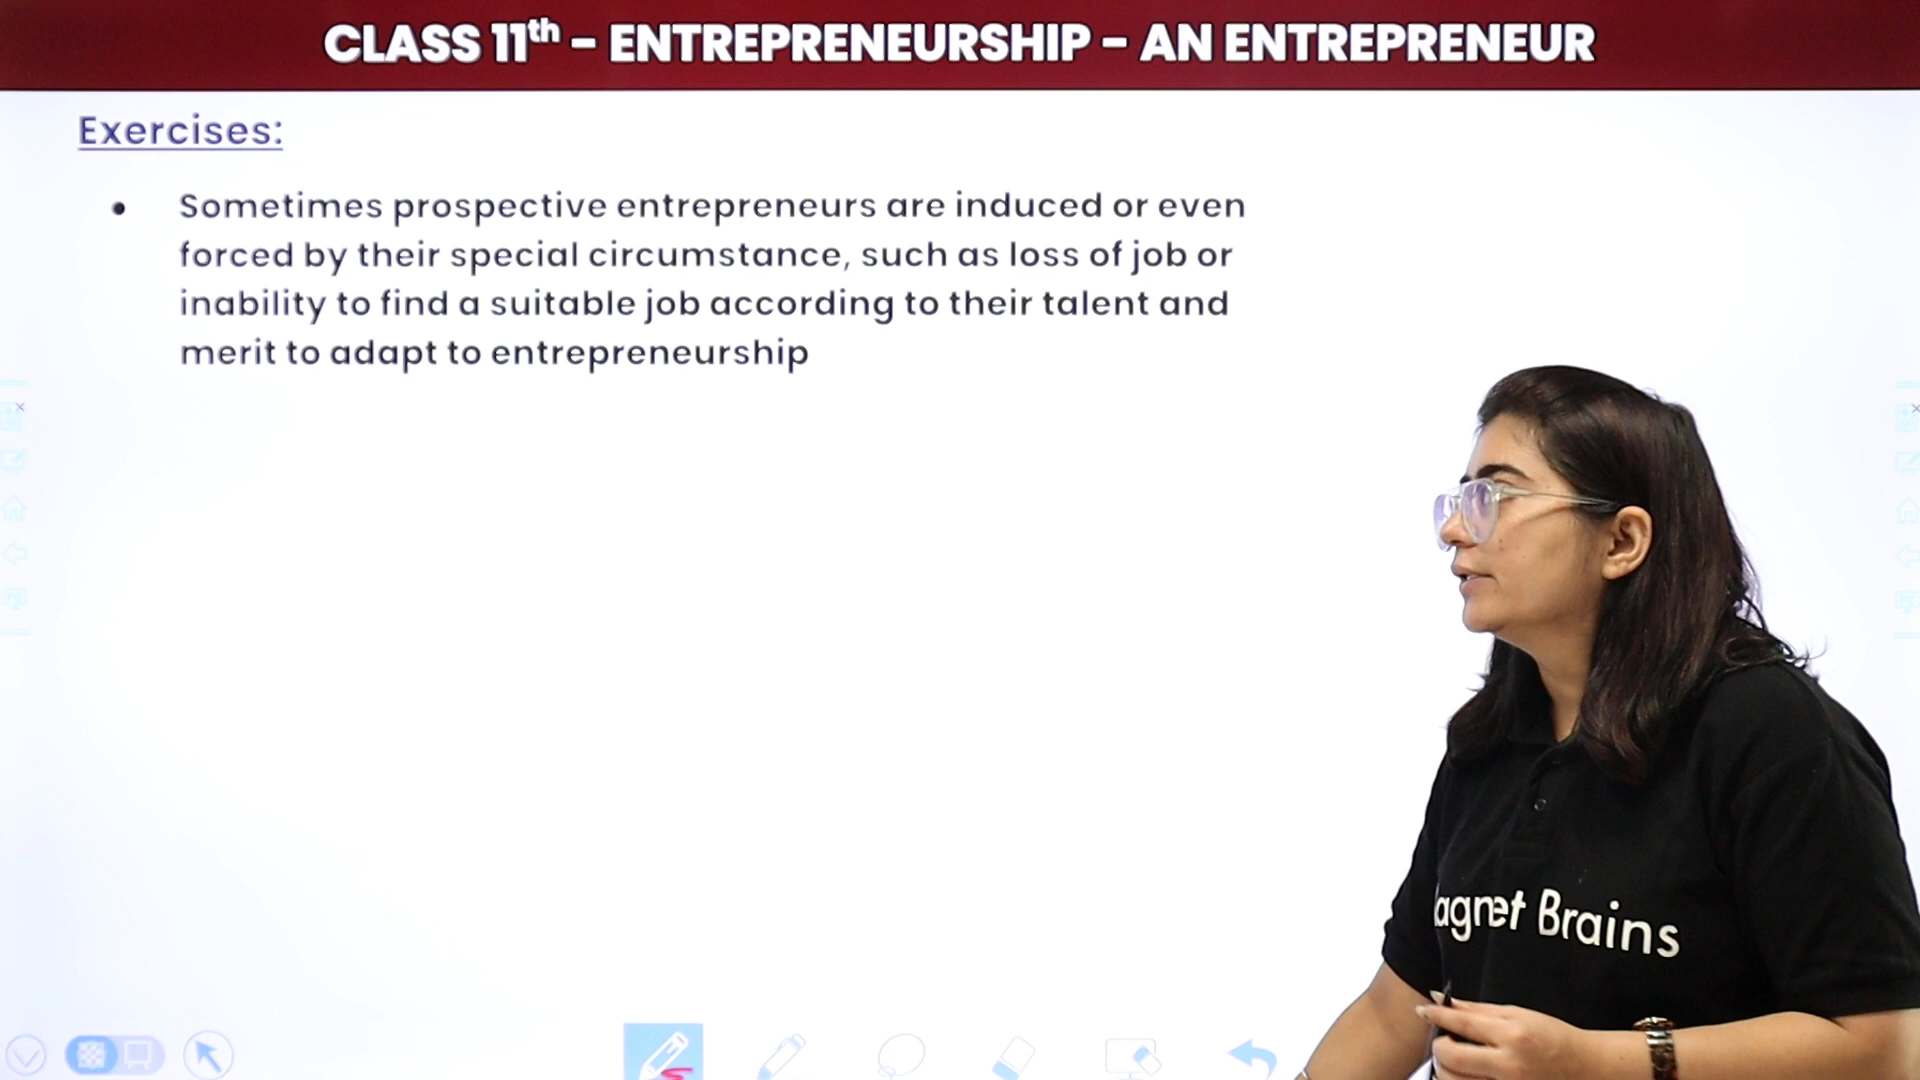 CLASS 11th - ENTREPRENEURSHIP - AN ENTREPRENEUR
Exercises:
• Sometimes prospective entrepreneurs are induced or even
forced by their special circumstance, such as loss of job or
inability to find a suitable job according to their talent and
merit to adapt to entrepreneurship
agnet Brains